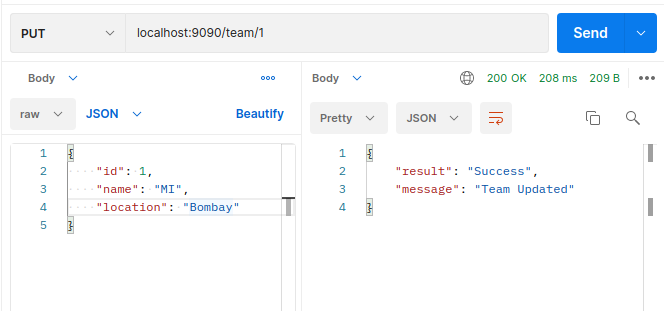 PUT localhost:9090/team/1 Send
Body Body 200 OK 208 ms 209 B
raw JSON Beautify Pretty JSON
1 {
2 "id": 1,
3 "name": "MI",
4 "location": "Bombay"
5 }
1 {
2 "result": "Success",
3 "message": "Team Updated"
4 }